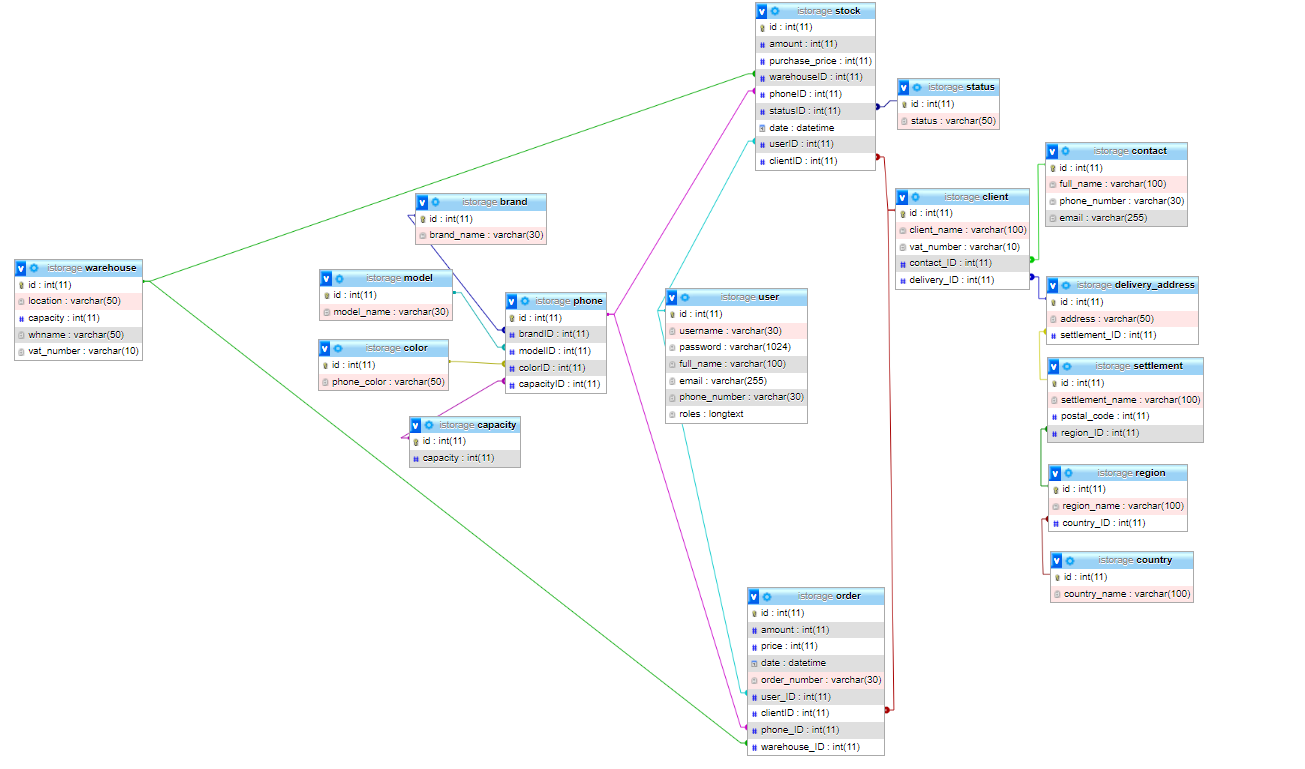 istorage stock
id : int(11)
amount : int(11)
purchase_price : int(11)
warehouseID : int(11)
phoneID : int(11)
statusID : int(11)
date : datetime
userID : int(11)
clientID : int(11)
istorage status
id : int(11)
status : varchar(50)
istorage contact
id : int(11)
full_name : varchar(100)
phone_number : varchar(30)
email : varchar(255)
istorage client
id : int(11)
client_name : varchar(100)
vat_number : varchar(10)
contact_ID : int(11)
delivery_ID : int(11)
istorage brand
id : int(11)
brand_name : varchar(30)
istorage warehouse
id : int(11)
location : varchar(50)
capacity : int(11)
whname : varchar(50)
vat_number : varchar(10)
istorage model
id : int(11)
model_name : varchar(30)
istorage phone
id : int(11)
brandID : int(11)
modelID : int(11)
colorID : int(11)
capacityID : int(11)
istorage user
id : int(11)
username : varchar(30)
password : varchar(1024)
full_name : varchar(100)
email : varchar(255)
phone_number : varchar(30)
roles : longtext
istorage delivery_address
id : int(11)
address : varchar(50)
settlement_ID : int(11)
istorage color
id : int(11)
phone_color : varchar(50)
istorage settlement
id : int(11)
settlement_name : varchar(100)
postal_code : int(11)
region_ID : int(11)
istorage capacity
id : int(11)
capacity : int(11)
istorage region
id : int(11)
region_name : varchar(100)
country_ID : int(11)
istorage country
id : int(11)
country_name : varchar(100)
istorage order
id : int(11)
amount : int(11)
price : int(11)
date : datetime
order_number : varchar(30)
user_ID : int(11)
clientID : int(11)
phone_ID : int(11)
warehouse_ID : int(11)